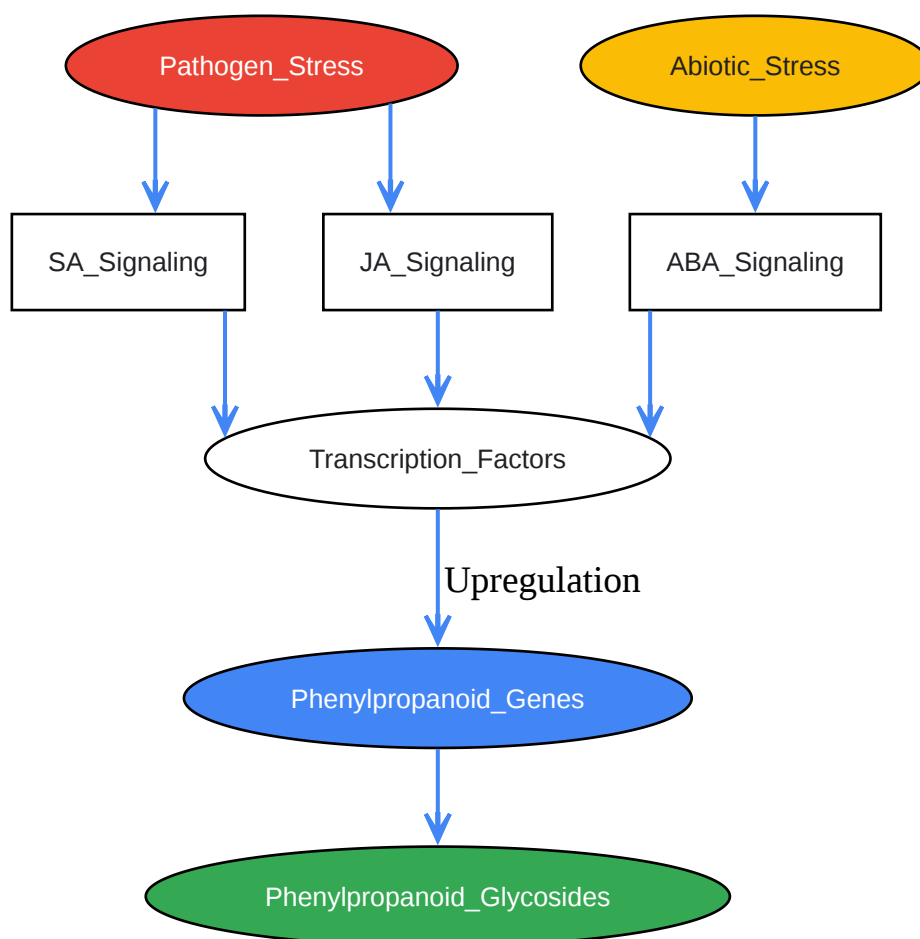 Pathogen_Stress
Abiotic_Stress
SA_Signaling
JA_Signaling
ABA_Signaling
Transcription_Factors
Upregulation
Phenylpropanoid_Genes
Phenylpropanoid_Glycosides